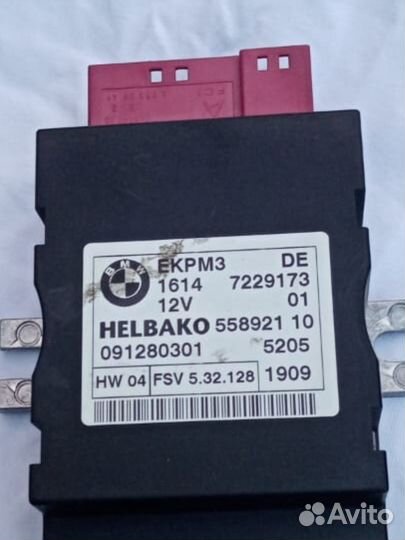 BMW
EKPM3 DE
1614 7229173
12V 01
HELBAKO 558921 10
091280301 5205
HW 04 FSV 5.32.128 1909
Avito